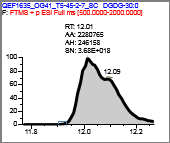 QEF1635_OG41_T5-45-2-7_SC DGDG-30:0
F: FTMS + p ESI Full ms [500.0000-2000.0000]
RT: 12.01
AA: 2280765
AH: 246158
SN: 3.68E+018
12.09
100
80
60
40
20
0
11.8 12.0 12.2